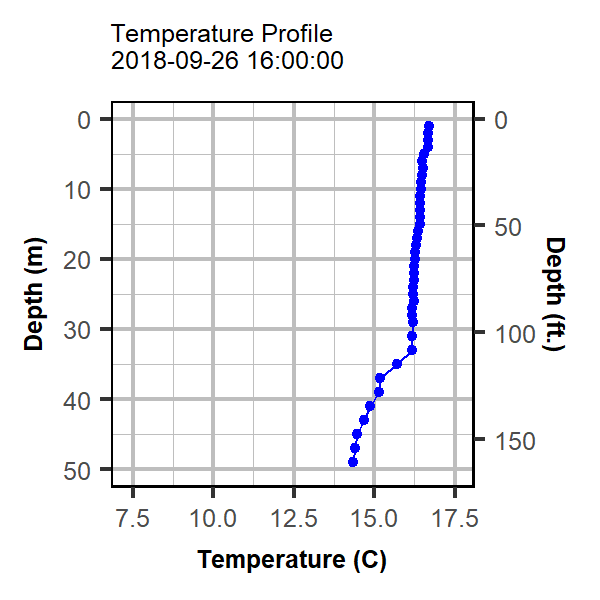 Temperature Profile
2018-09-26 16:00:00
0
10
20
30
40
50
Depth (m)
0
50
100
150
Depth (ft.)
7.5 10.0 12.5 15.0 17.5
Temperature (C)